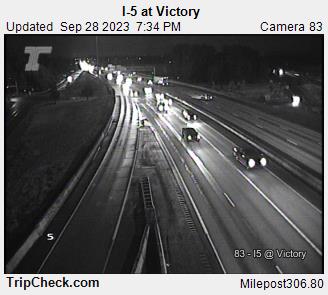 I-5 at Victory
Updated Sep 28 2023 7:34 PM Camera 83
T
S
83 - I5 @ Victory
TripCheck.com Milepost306.80